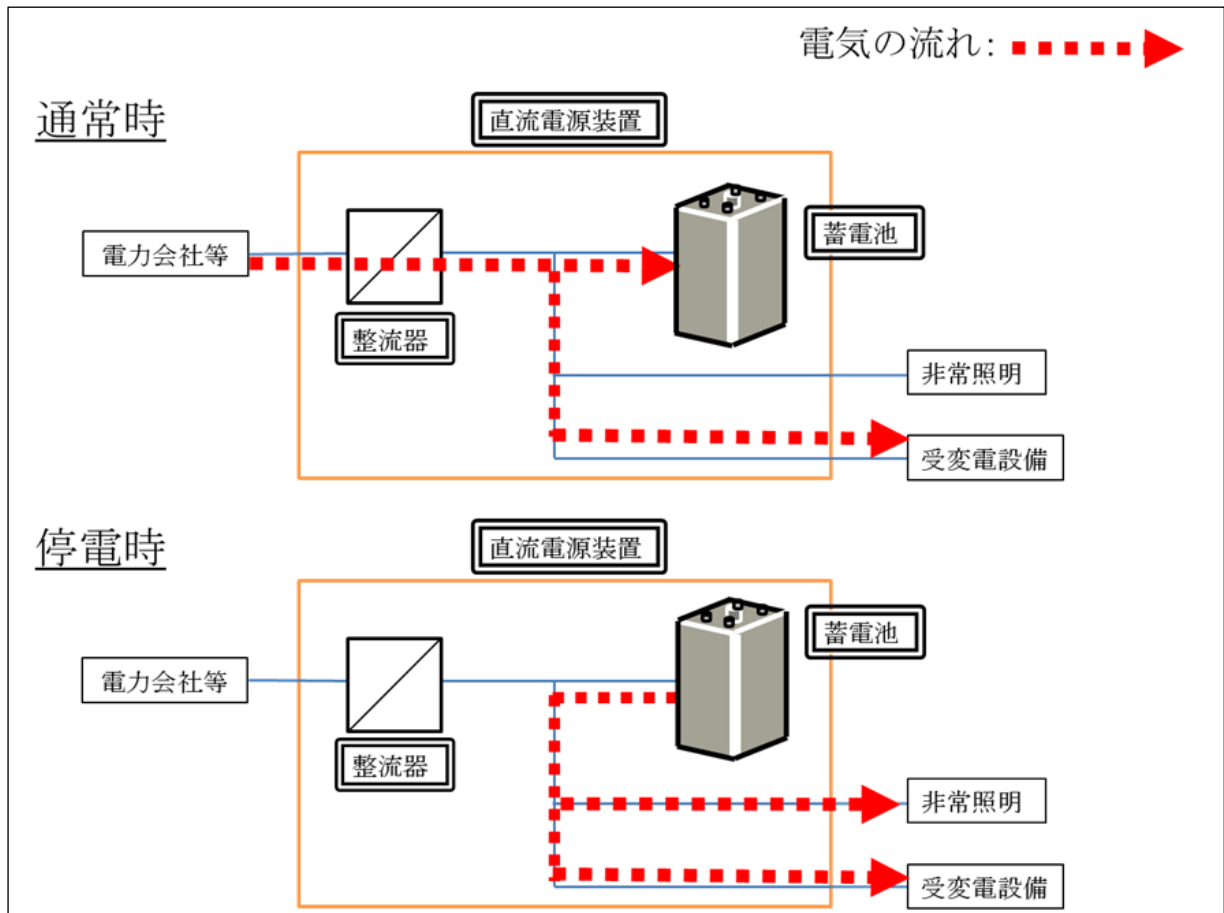 電気の流れ:
通常時
直流電源装置
電力会社等
蓄電池
整流器
非常照明
受変電設備
停電時
直流電源装置
蓄電池
電力会社等
整流器
非常照明
受変電設備